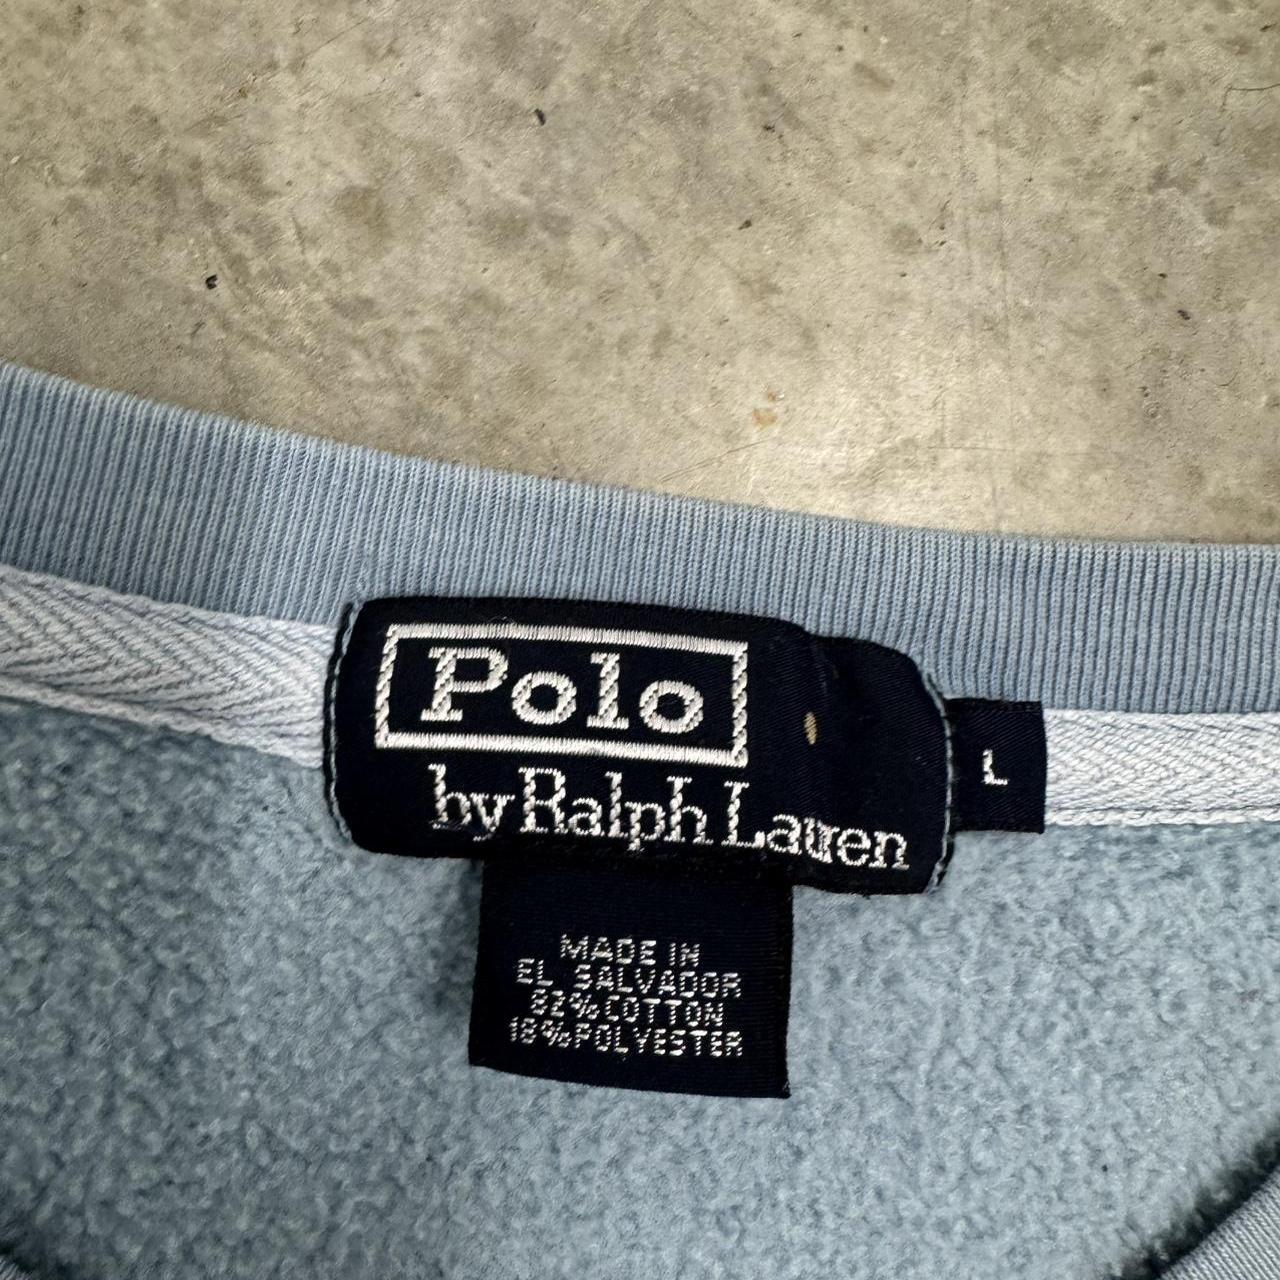 Polo
by Ralph Lauren
L
MADE IN
EL SALVADOR
82%COTTON
18%POLYESTER